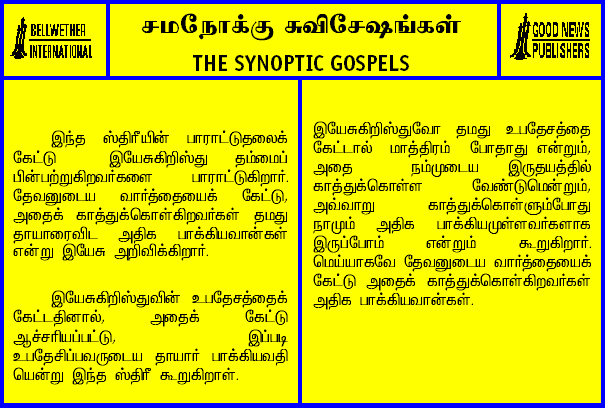 BELLWETHER
INTERNATIONAL
சமநோக்கு சுவிசேஷங்கள்
THE SYNOPTIC GOSPELS
GOOD NEWS
PUBLISHERS
இந்த ஸ்திரீயின் பாராட்டுதலைக்
கேட்டு இயேசுகிறிஸ்து தம்மைப்
பின்பற்றுகிறவர்களை பாராட்டுகிறார்.
தேவனுடைய வார்த்தையைக் கேட்டு,
அதைக் காத்துக்கொள்கிறவர்கள் தமது
தாயாரைவிட அதிக பாக்கியவான்கள்
என்று இயேசு அறிவிக்கிறார்.
இயேசுகிறிஸ்துவின் உபதேசத்தைக்
கேட்டதினால், அதைக் கேட்டு
ஆச்சரியப்பட்டு, இப்படி
உபதேசிப்பவருடைய தாயார் பாக்கியவதி
யென்று இந்த ஸ்திரீ கூறுகிறாள்.
இயேசுகிறிஸ்துவோ தமது உபதேசத்தை
கேட்டால் மாத்திரம் போதாது என்றும்,
அதை நம்முடைய இருதயத்தில்
காத்துக்கொள்ள வேண்டுமென்றும்,
அவ்வாறு காத்துக்கொள்ளும்போது
நாமும் அதிக பாக்கியமுள்ளவர்களாக
இருப்போம் என்றும் கூறுகிறார்.
மெய்யாகவே தேவனுடைய வார்த்தையைக்
கேட்டு அதைக் காத்துக்கொள்கிறவர்கள்
அதிக பாக்கியவான்கள்.